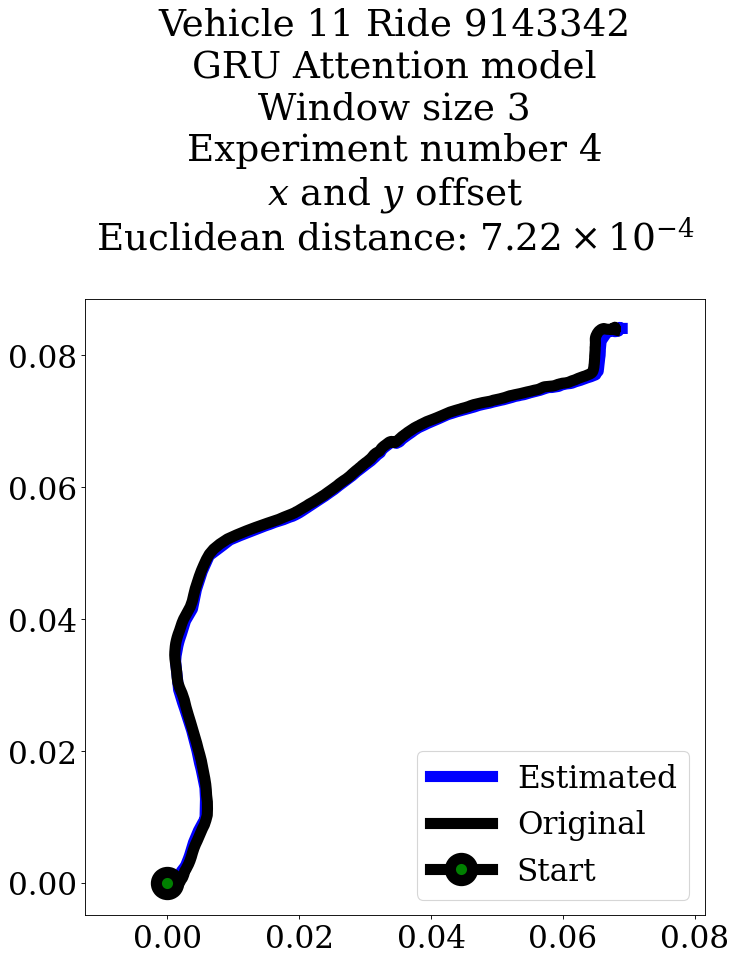 Vehicle 11 Ride 9143342
GRU Attention model
Window size 3
Experiment number 4
x and y offset
Euclidean distance: 7.22 × 10⁻⁴
0.08
0.06
0.04
0.02
0.00
Estimated
Original
Start
0.00 0.02 0.04 0.06 0.08